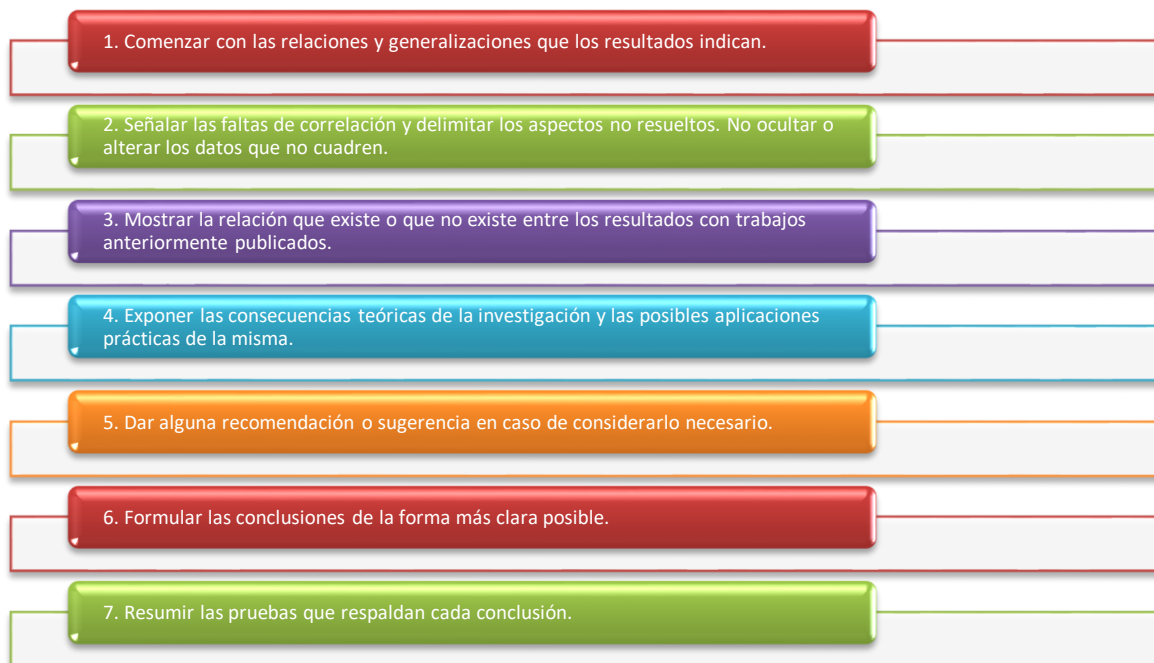 1. Comenzar con las relaciones y generalizaciones que los resultados indican.
2. Señalar las faltas de correlación y delimitar los aspectos no resueltos. No ocultar o
alterar los datos que no cuadren.
3. Mostrar la relación que existe o que no existe entre los resultados con trabajos
anteriormente publicados.
4. Exponer las consecuencias teóricas de la investigación y las posibles aplicaciones
prácticas de la misma.
5. Dar alguna recomendación o sugerencia en caso de considerarlo necesario.
6. Formular las conclusiones de la forma más clara posible.
7. Resumir las pruebas que respaldan cada conclusión.